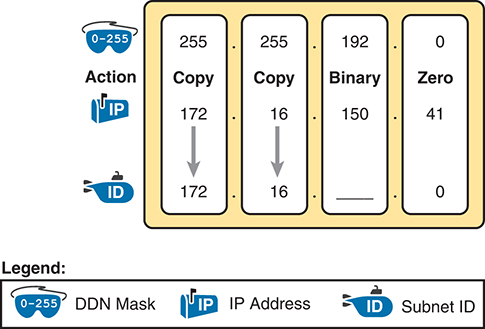 0-255 255 . 255 . 192 . 0
Action Copy Copy Binary Zero
IP 172 . 16 . 150 . 41
ID 172 . 16 . ____ . 0
Legend:
0-255 DDN Mask IP IP Address ID Subnet ID